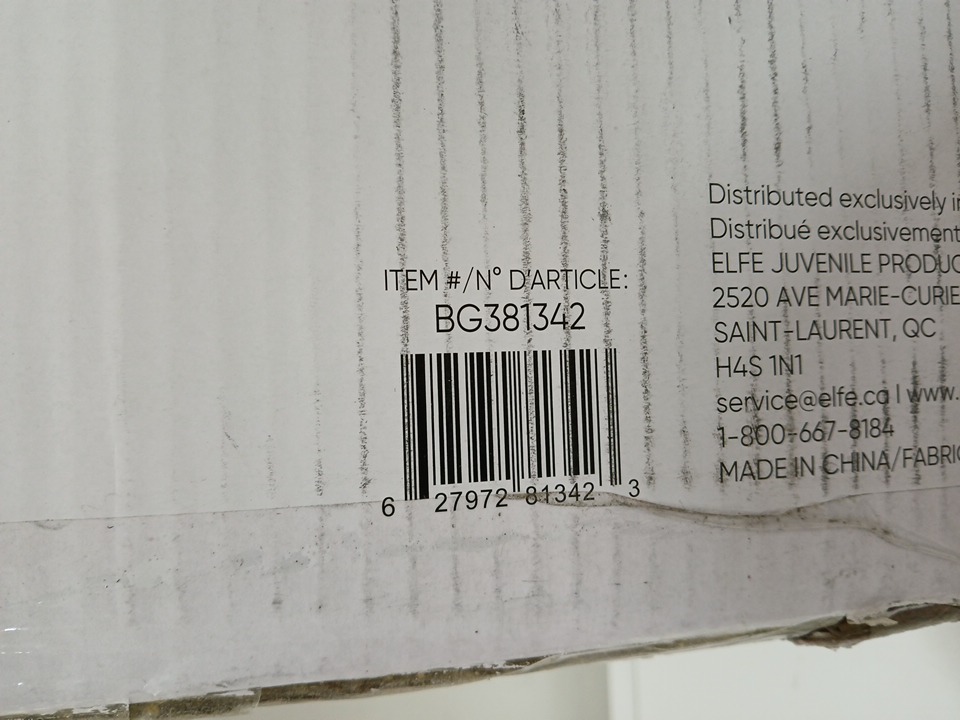 ITEM #/N° D'ARTICLE:
BG381342
6 27972 81342 3
Distributed exclusively
Distribué exclusivement
ELFE JUVENILE
2520 AVE MARIE-CURIE
SAINT-LAURENT, QC
H4S 1N1
service@elfe.ca | www.
1-800-667-8184
MADE IN CHINA/